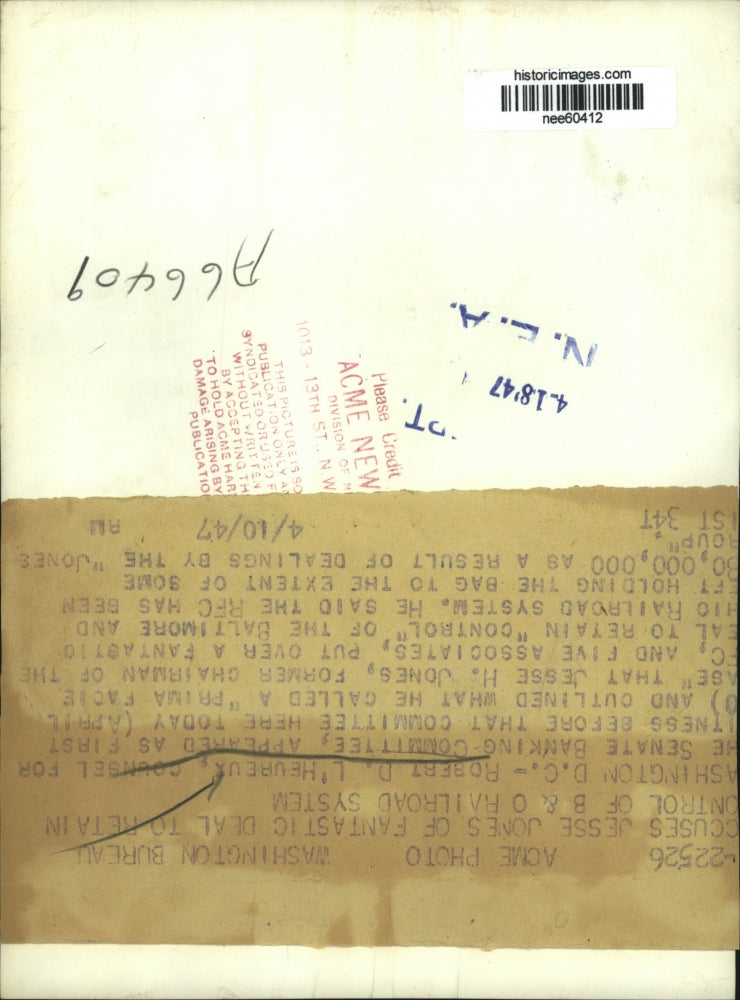 historicimages.com
nee60412
A66409
N.E.A.
4-18'47
PT.
Please Credit
ACME NEW
DIVISION OF N
1013 - 13TH ST., N.W
THIS PICTURE IS SO
PUBLICATION ONLY A
SYNDICATED OR USED F
WITHOUT WRITTEN
BY ACCEPTING TH
TO HOLD ACME HAR
DAMAGE ARISING BY
PUBLICATIO
-22526 ACME PHOTO WASHINGTON BUREAU
CCUSES JESSE JONES OF FANTASTIC DEAL TO RETAIN
ONTROL OF B & O RAILROAD SYSTEM
ASHINGTON D.C.- ROBERT D. L'HEUREUX, COUNSEL FOR
HE SENATE BANKING COMMITTEE, APPEARED AS FIRST
ITNESS BEFORE THAT COMMITTEE HERE TODAY (APRIL
0) AND OUTLINED WHAT HE CALLED A "PRIMA FACIE
ASE" THAT JESSE H. JONES, FORMER CHAIRMAN OF THE
FC, AND FIVE ASSOCIATES, PUT OVER A FANTASTIC
EAL TO RETAIN "CONTROL" OF THE BALTIMORE AND
HIO RAILROAD SYSTEM. HE SAID THE RFC HAS BEEN
EFT HOLDING THE BAG TO THE EXTENT OF SOME
80,000,000 AS A RESULT OF DEALINGS BY THE "JONES
ROUP".
IST 34T 4/10/47 RM